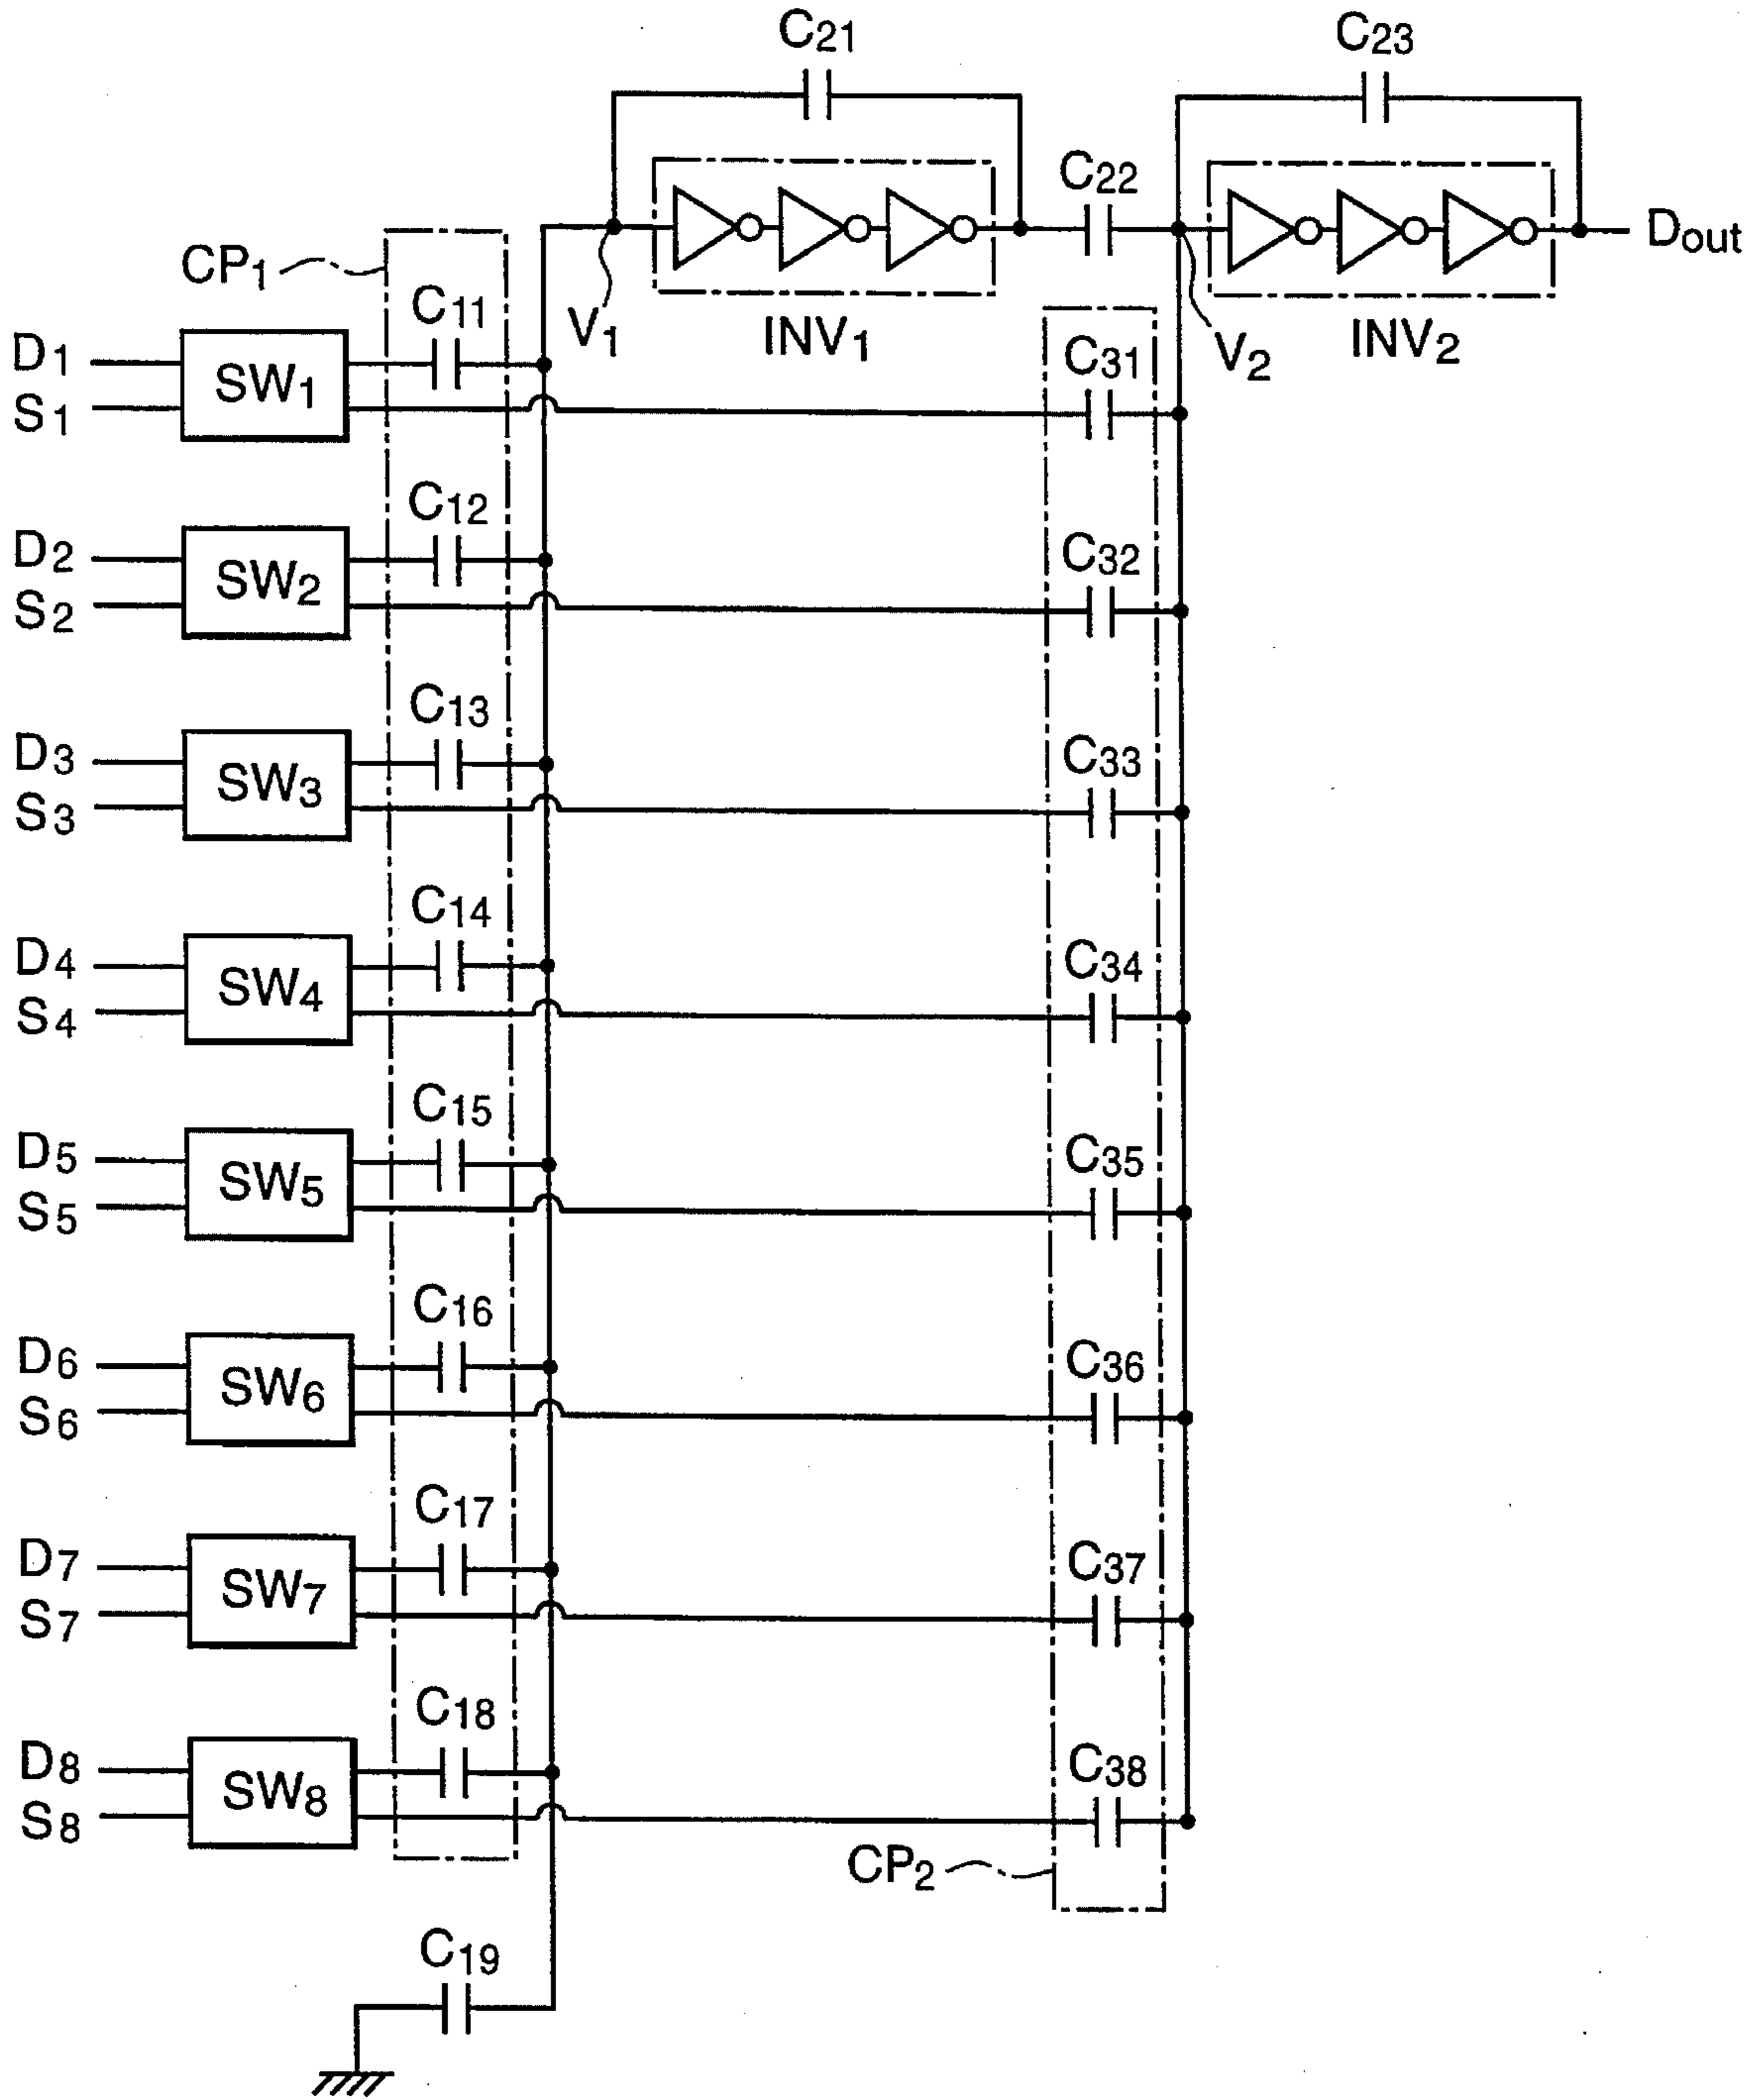 C21 C23
C22
CP1
C11
V1 INV1
C31
V2 INV2
Dout
D1 SW1
S1
C12
D2 SW2 C32
S2
C13
D3 SW3 C33
S3
C14
D4 SW4 C34
S4
C15
D5 SW5 C35
S5
C16
D6 SW6 C36
S6
C17
D7 SW7 C37
S7
C18
D8 SW8 C38
S8
CP2
C19